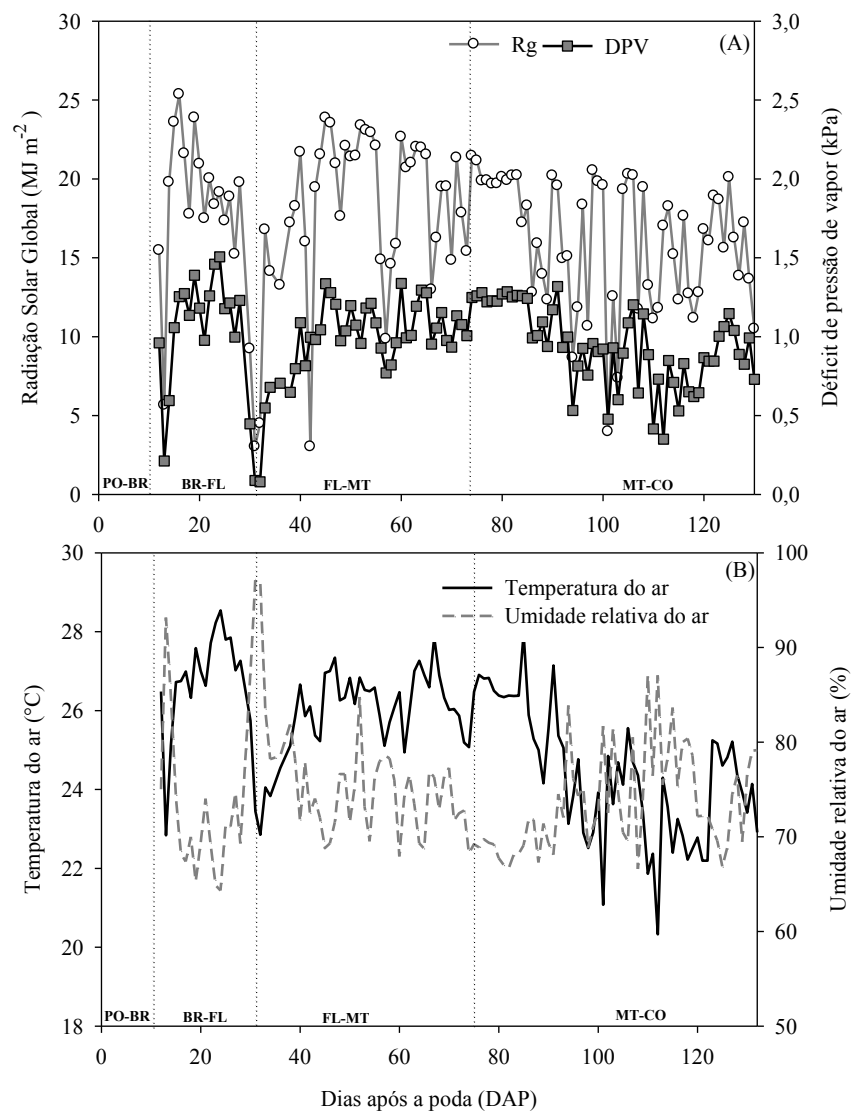 (A)
Rg
DPV
Radiação Solar Global (MJ m-2)
30
25
20
15
10
5
0
Déficit de pressão de vapor (kPa)
3,0
2,5
2,0
1,5
1,0
0,5
0,0
PO-BR
BR-FL
FL-MT
MT-CO
0
20
40
60
80
100
120
(B)
Temperatura do ar
Umidade relativa do ar
Temperatura do ar (°C)
30
28
26
24
22
20
18
Umidade relativa do ar (%)
100
90
80
70
60
50
PO-BR
BR-FL
FL-MT
MT-CO
0
20
40
60
80
100
120
Dias após a poda (DAP)